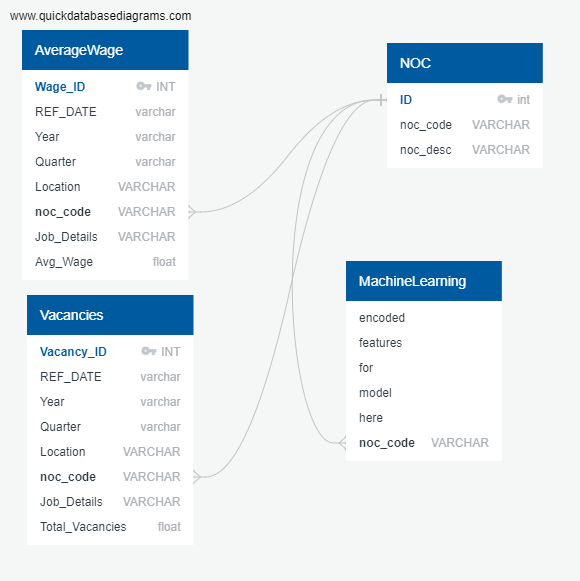 www.quickdatabasediagrams.com
AverageWage
Wage_ID INT
REF_DATE varchar
Year varchar
Quarter varchar
Location VARCHAR
noc_code VARCHAR
Job_Details VARCHAR
Avg_Wage float
NOC
ID int
noc_code VARCHAR
noc_desc VARCHAR
Vacancies
Vacancy_ID INT
REF_DATE varchar
Year varchar
Quarter varchar
Location VARCHAR
noc_code VARCHAR
Job_Details VARCHAR
Total_Vacancies float
MachineLearning
encoded
features
for
model
here
noc_code VARCHAR